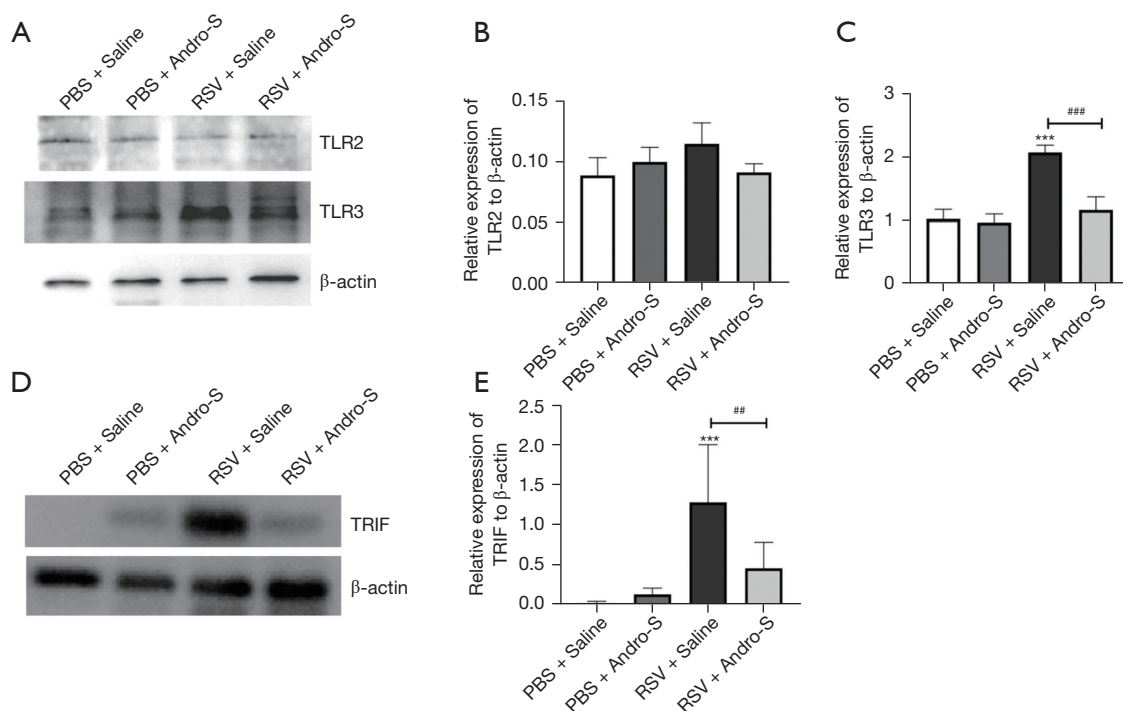 A
PBS + Saline
PBS + Andro-S
RSV + Saline
RSV + Andro-S
TLR2
TLR3
β-actin
B
Relative expression of
TLR2 to β-actin
0.15
0.10
0.05
0.00
PBS + Saline
PBS + Andro-S
RSV + Saline
RSV + Andro-S
C
Relative expression of
TLR3 to β-actin
3
2
1
0
***
###
PBS + Saline
PBS + Andro-S
RSV + Saline
RSV + Andro-S
D
PBS + Saline
PBS + Andro-S
RSV + Saline
RSV + Andro-S
TRIF
β-actin
E
Relative expression of
TRIF to β-actin
2.5
2.0
1.5
1.0
0.5
0.0
***
##
PBS + Saline
PBS + Andro-S
RSV + Saline
RSV + Andro-S